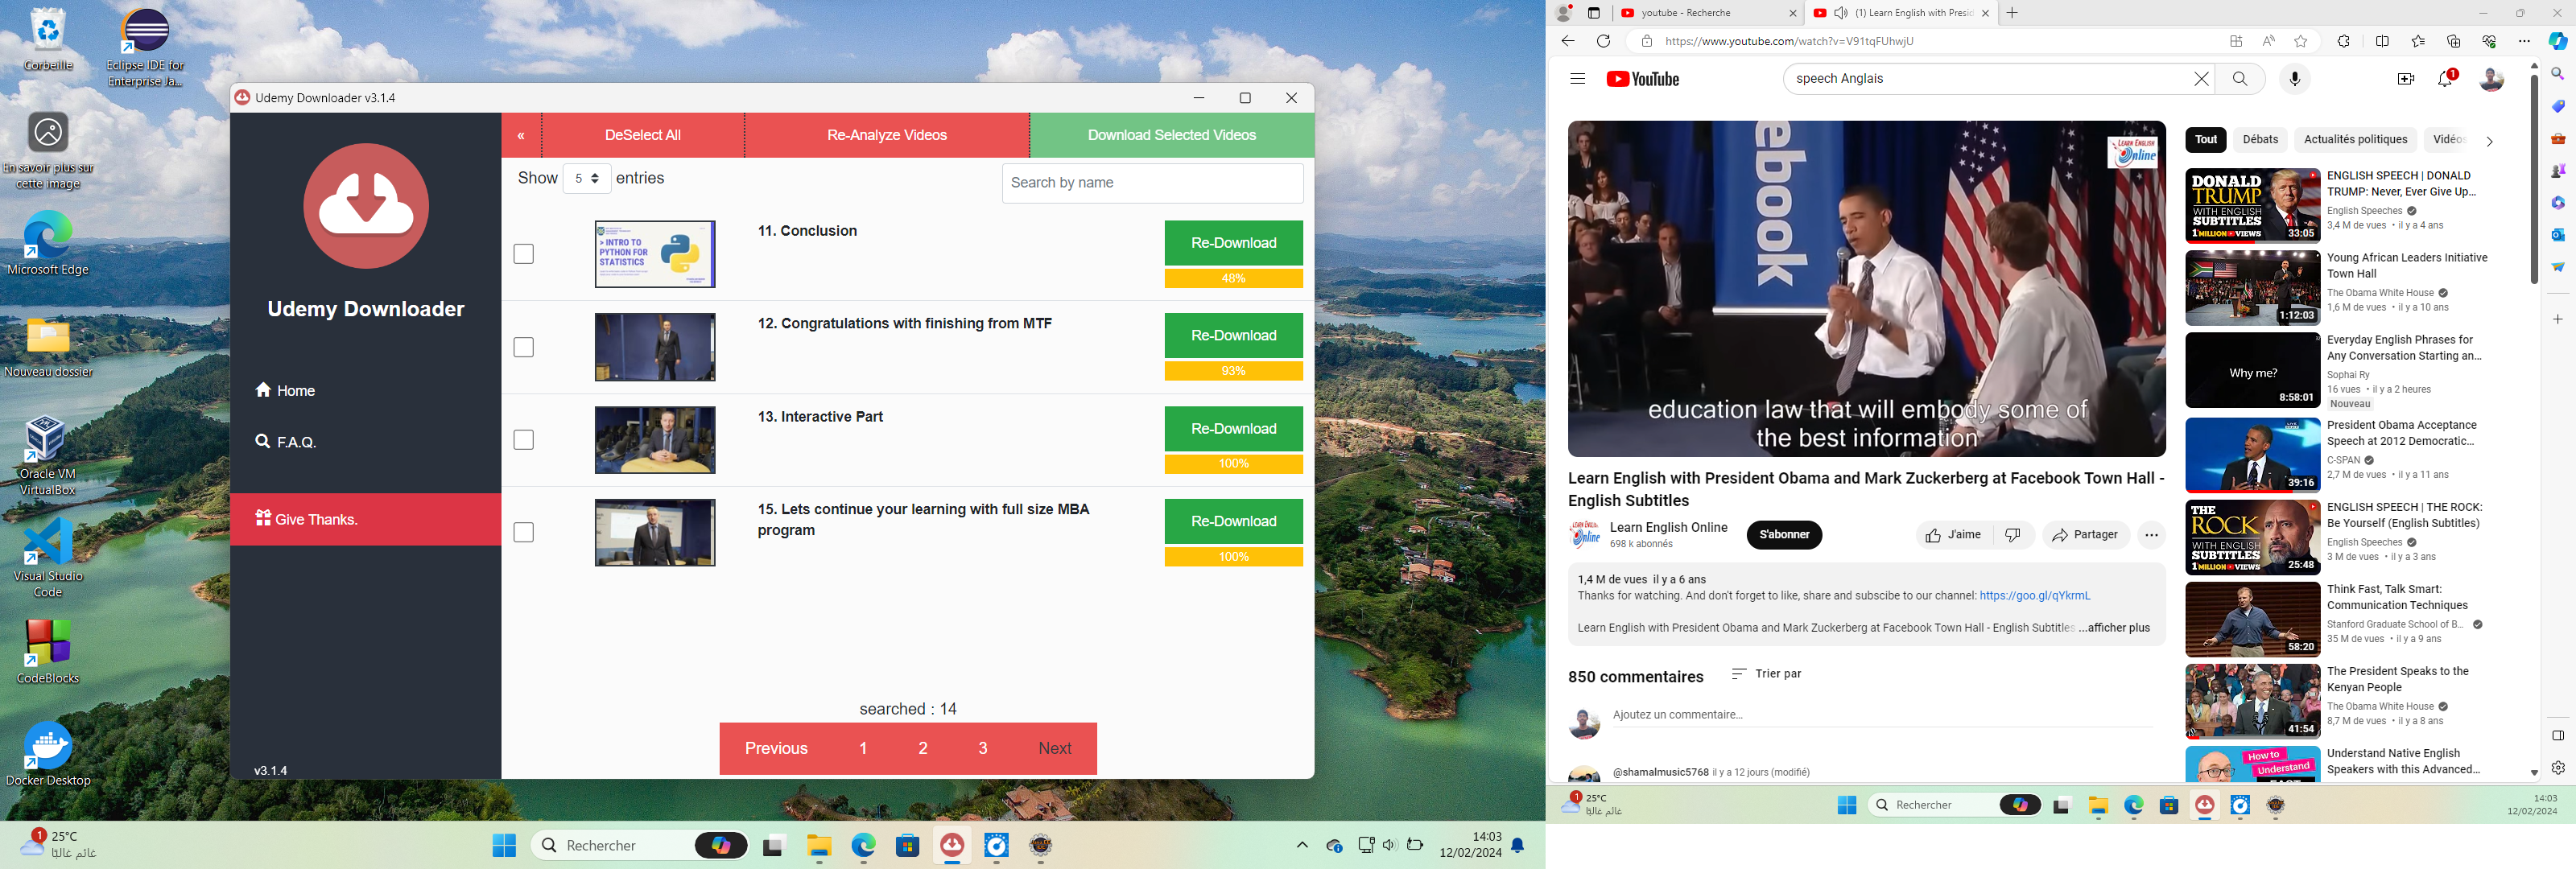 Corbeille
Eclipse IDE for
Enterprise Ja...
En savoir plus sur
cette image
Microsoft Edge
Nouveau dossier
Oracle VM
VirtualBox
Visual Studio
Code
CodeBlocks
Docker Desktop
Udemy Downloader v3.1.4
Udemy Downloader
Home
F.A.Q.
Give Thanks.
v3.1.4
«
DeSelect All
Re-Analyze Videos
Download Selected Videos
Show 5 entries
Search by name
> INTRO TO
PYTHON FOR
STATISTICS
11. Conclusion
Re-Download
48%
12. Congratulations with finishing from MTF
Re-Download
93%
13. Interactive Part
Re-Download
100%
15. Lets continue your learning with full size MBA
program
Re-Download
100%
searched : 14
Previous 1 2 3 Next
1
25°C
غائم غالبًا
Rechercher
14:03
12/02/2024
youtube - Recherche
(1) Learn English with Presid
https://www.youtube.com/watch?v=V91tqFUhwjU
YouTube
speech Anglais
1
ebook
LEARN ENGLISH
Online
education law that will embody some of
the best information
Learn English with President Obama and Mark Zuckerberg at Facebook Town Hall -
English Subtitles
LEARN ENGLISH
Online
Learn English Online
698 k abonnés
S'abonner
J'aime
Partager
1,4 M de vues il y a 6 ans
Thanks for watching. And don't forget to like, share and subscibe to our channel: https://goo.gl/qYkrmL
Learn English with President Obama and Mark Zuckerberg at Facebook Town Hall - English Subtitles ...afficher plus
850 commentaires
Trier par
Ajoutez un commentaire...
@shamalmusic5768 il y a 12 jours (modifié)
Tout
Débats
Actualités politiques
Vidéos
DONALD
TRUMP
WITH ENGLISH
SUBTITLES
1 MILLION VIEWS
33:05
ENGLISH SPEECH | DONALD
TRUMP: Never, Ever Give Up...
English Speeches
3,4 M de vues • il y a 4 ans
1:12:03
Young African Leaders Initiative
Town Hall
The Obama White House
1,6 M de vues • il y a 10 ans
Why me?
8:58:01
Everyday English Phrases for
Any Conversation Starting an...
Sophai Ry
16 vues • il y a 2 heures
Nouveau
39:16
President Obama Acceptance
Speech at 2012 Democratic...
C-SPAN
2,7 M de vues • il y a 11 ans
THE
ROCK
WITH ENGLISH
SUBTITLES
1 MILLION VIEWS
25:48
ENGLISH SPEECH | THE ROCK:
Be Yourself (English Subtitles)
English Speeches
3 M de vues • il y a 3 ans
58:20
Think Fast, Talk Smart:
Communication Techniques
Stanford Graduate School of B...
35 M de vues • il y a 9 ans
41:54
The President Speaks to the
Kenyan People
The Obama White House
8,7 M de vues • il y a 8 ans
How to
Understand
Understand Native English
Speakers with this Advanced...
1
25°C
غائم غالبًا
Rechercher
14:03
12/02/2024